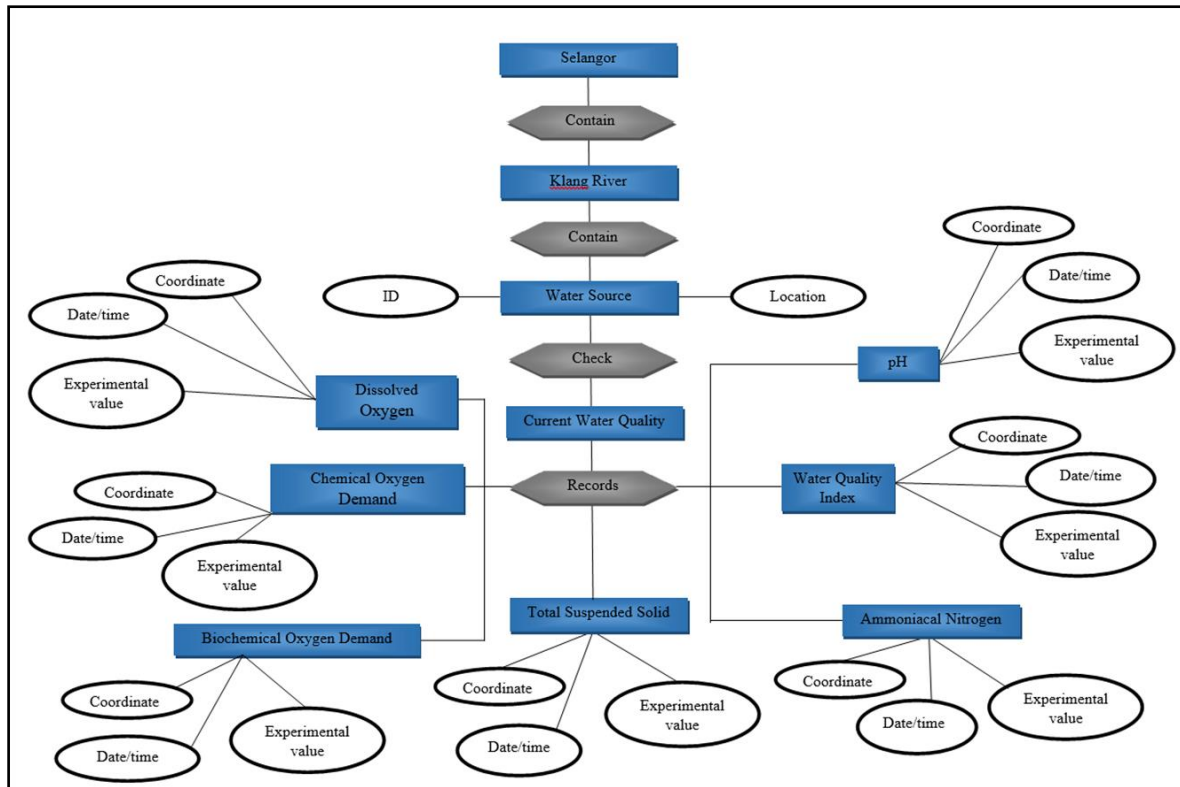 Selangor
Contain
Klang River
Contain
Coordinate
Coordinate
Date/time
ID
Water Source
Location
Date/time
Experimental
value
Check
pH
Experimental
value
Dissolved
Oxygen
Current Water Quality
Coordinate
Chemical Oxygen
Demand
Records
Water Quality
Index
Date/time
Coordinate
Date/time
Experimental
value
Experimental
value
Total Suspended Solid
Ammoniacal Nitrogen
Biochemical Oxygen Demand
Coordinate
Date/time
Experimental
value
Coordinate
Date/time
Experimental
value
Coordinate
Date/time
Experimental
value